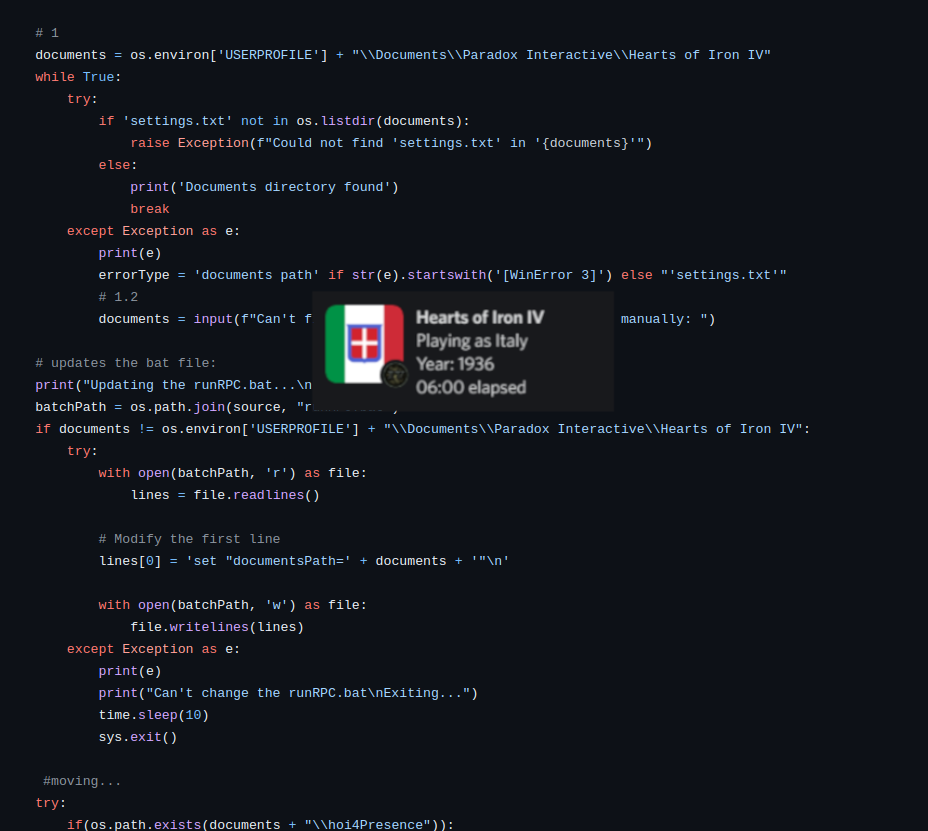 # 1
documents = os.environ['USERPROFILE'] + "\\Documents\\Paradox Interactive\\Hearts of Iron IV"
while True:
    try:
        if 'settings.txt' not in os.listdir(documents):
            raise Exception(f"Could not find 'settings.txt' in '{documents}'")
        else:
            print('Documents directory found')
            break
    except Exception as e:
        print(e)
        errorType = 'documents path' if str(e).startswith('[WinError 3]') else "'settings.txt'"
        # 1.2
        documents = input(f"Can't f manually: ")
Hearts of Iron IV
Playing as Italy
Year: 1936
06:00 elapsed

# updates the bat file:
print("Updating the runRPC.bat...\n
batchPath = os.path.join(source, "
if documents != os.environ['USERPROFILE'] + "\\Documents\\Paradox Interactive\\Hearts of Iron IV":
    try:
        with open(batchPath, 'r') as file:
            lines = file.readlines()

        # Modify the first line
        lines[0] = 'set "documentsPath=' + documents + '"\n'

        with open(batchPath, 'w') as file:
            file.writelines(lines)
    except Exception as e:
        print(e)
        print("Can't change the runRPC.bat\nExiting...")
        time.sleep(10)
        sys.exit()

 #moving...
try:
    if(os.path.exists(documents + "\\hoi4Presence")):